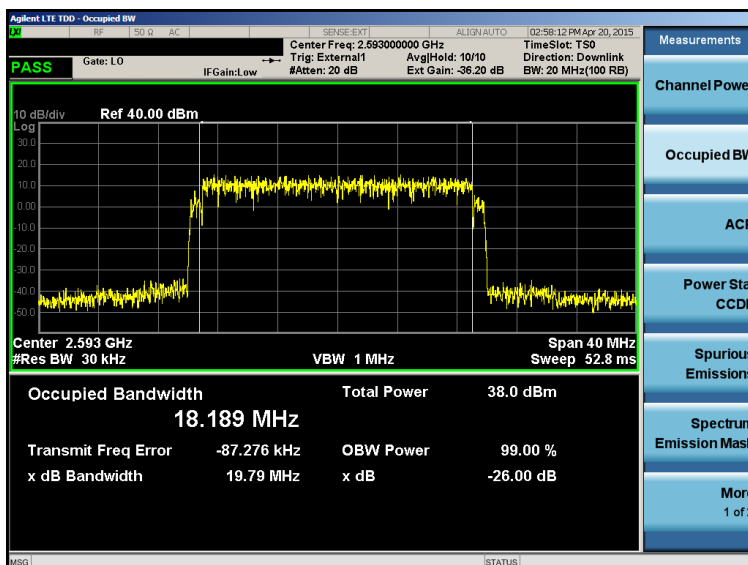 Agilent LTE TDD - Occupied BW
RF 50 Ω AC SENSE:EXT ALIGN AUTO 02:58:12 PM Apr 20, 2015
Center Freq: 2.593000000 GHz TimeSlot: TS0
Gate: LO Trig: External1 Avg|Hold: 10/10 Direction: Downlink
PASS IFGain:Low #Atten: 20 dB Ext Gain: -36.20 dB BW: 20 MHz(100 RB)
10 dB/div Ref 40.00 dBm
Log
30.0
20.0
10.0
0.00
-10.0
-20.0
-30.0
-40.0
-50.0
Center 2.593 GHz Span 40 MHz
#Res BW 30 kHz VBW 1 MHz Sweep 52.8 ms
Occupied Bandwidth Total Power 38.0 dBm
18.189 MHz
Transmit Freq Error -87.276 kHz OBW Power 99.00 %
x dB Bandwidth 19.79 MHz x dB -26.00 dB
MSG STATUS
Measurements
Channel Powe
Occupied BW
AC
Power Sta
CCD
Spurious
Emissions
Spectrum
Emission Mas
More
1 of